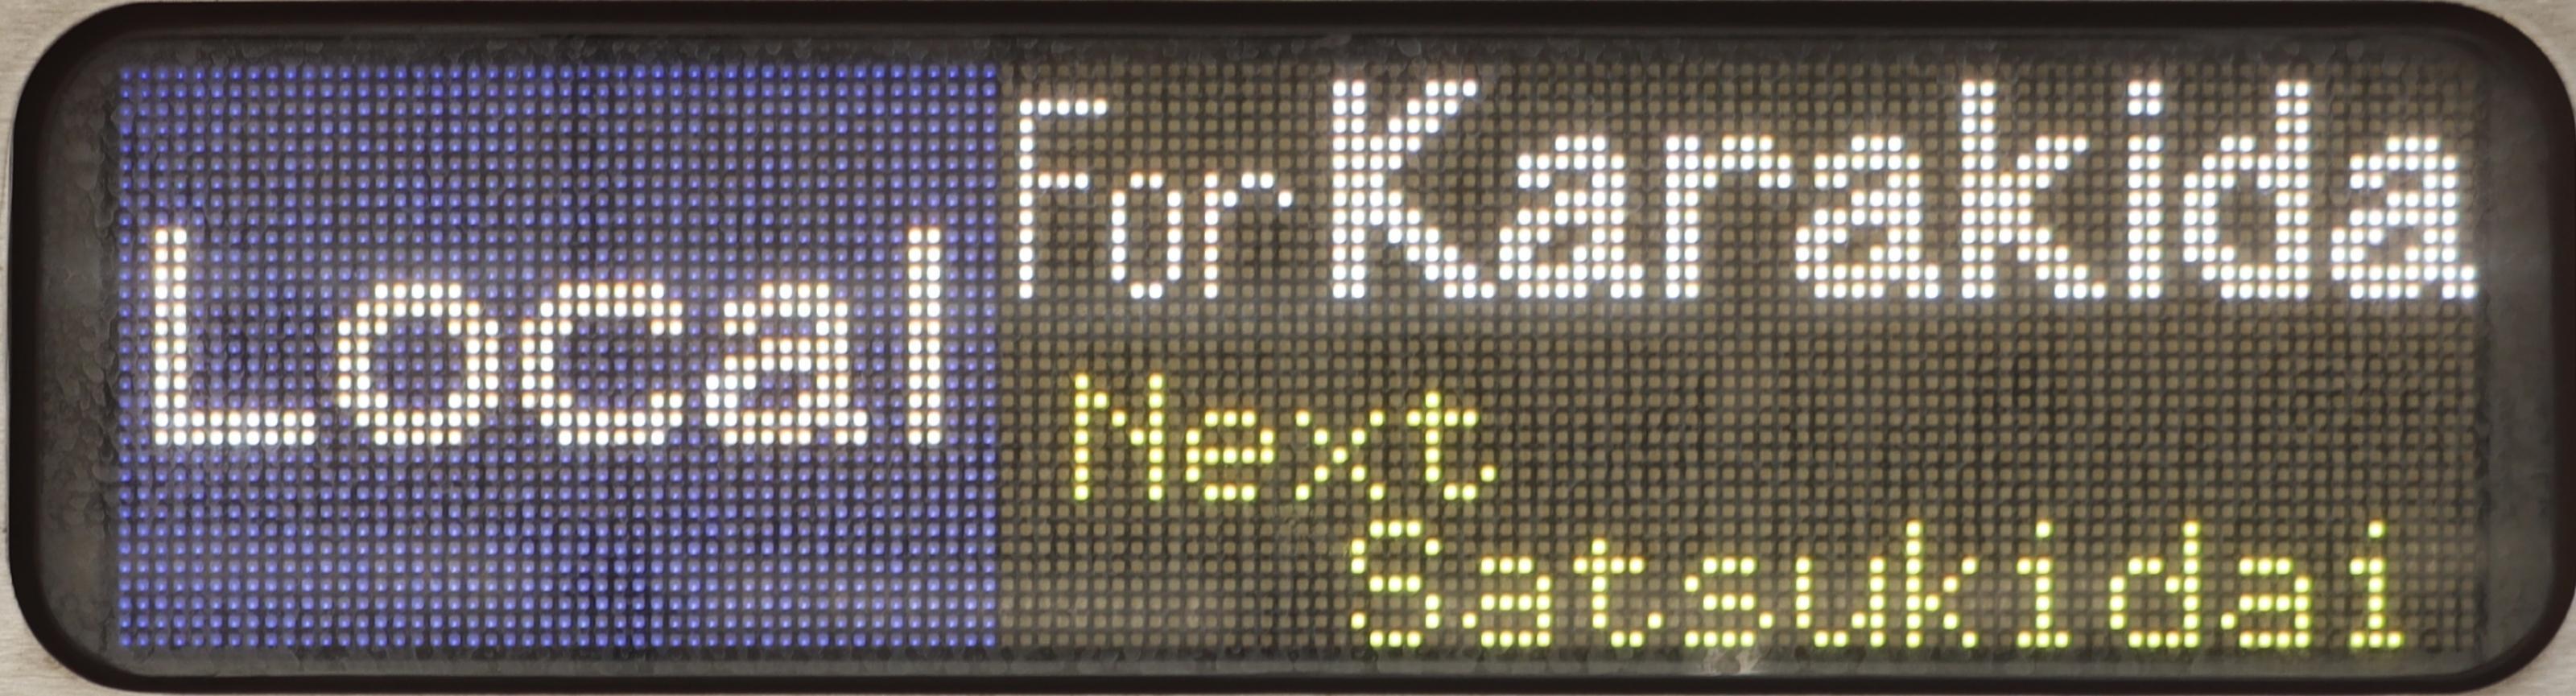 Local
For Karakida
Next
Satsukidai